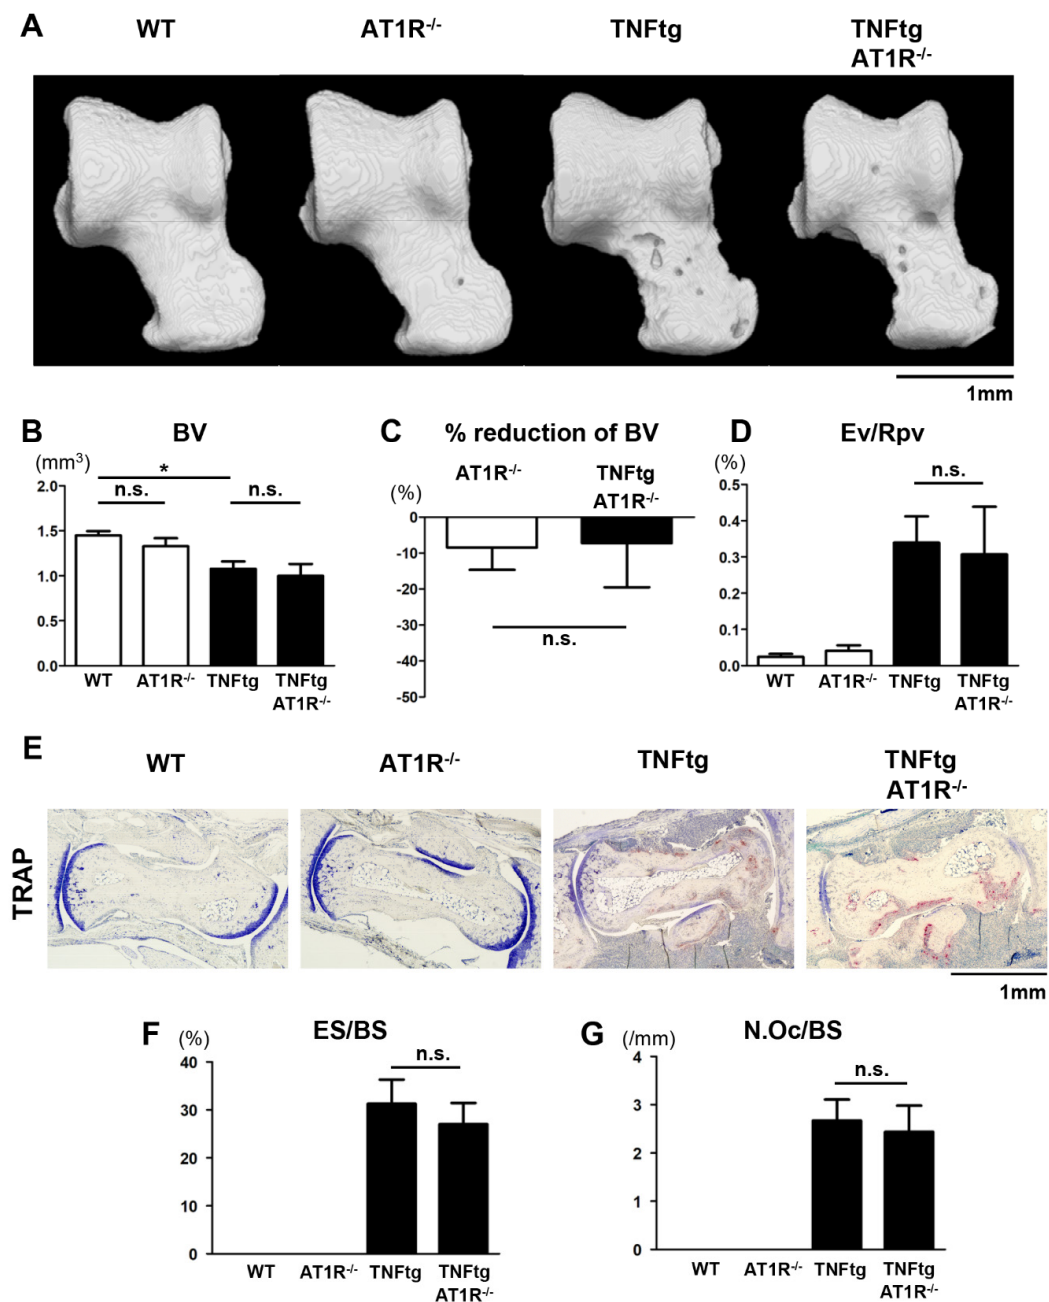 A
WT
AT1R-/-
TNFtg
TNFtg
AT1R-/-
1mm
B
BV
(mm3)
*
n.s.
n.s.
2.0
1.5
1.0
0.5
0.0
WT
AT1R-/-
TNFtg
TNFtg
AT1R-/-
C
% reduction of BV
AT1R-/-
TNFtg
AT1R-/-
(%)
0
-10
-20
-30
-40
-50
n.s.
D
Ev/Rpv
(%)
n.s.
0.5
0.4
0.3
0.2
0.1
0.0
WT
AT1R-/-
TNFtg
TNFtg
AT1R-/-
E
WT
AT1R-/-
TNFtg
TNFtg
AT1R-/-
TRAP
1mm
F
(%)
ES/BS
n.s.
40
30
20
10
0
WT
AT1R-/-
TNFtg
TNFtg
AT1R-/-
G
(/mm)
N.Oc/BS
n.s.
4
3
2
1
0
WT
AT1R-/-
TNFtg
TNFtg
AT1R-/-